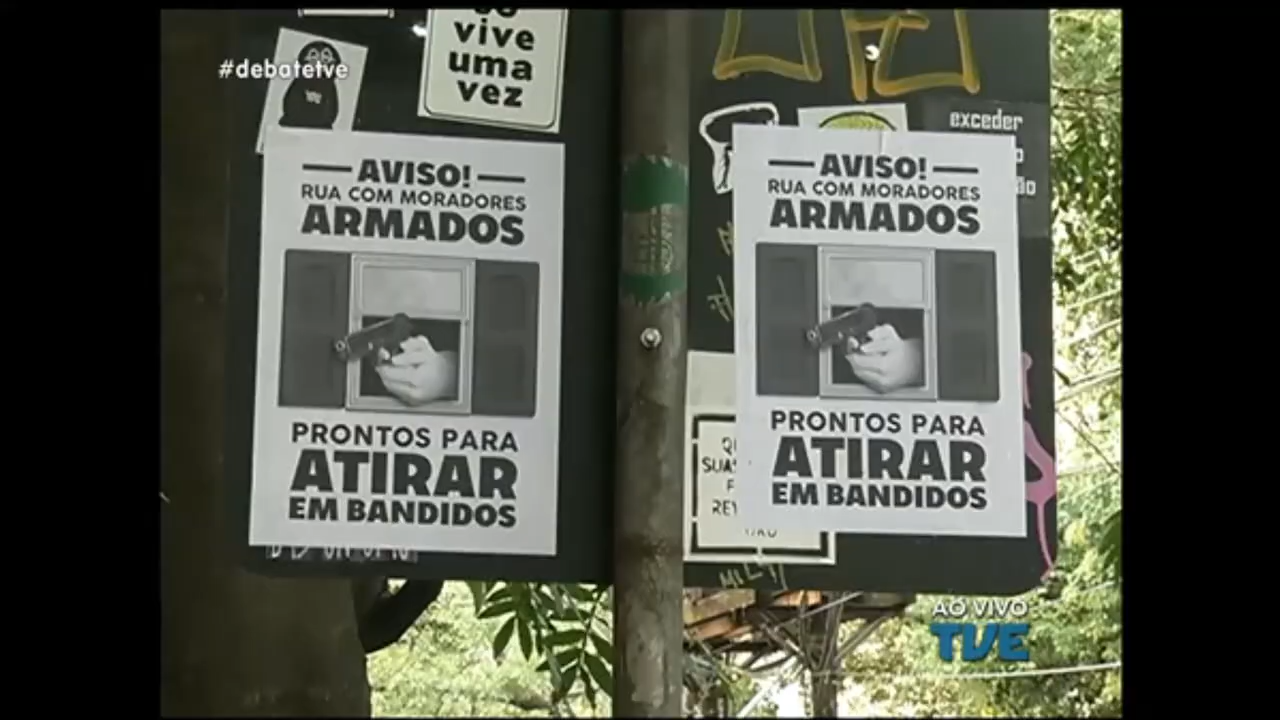 #debatetve
vive
uma
vez
AVISO!
RUA COM MORADORES
ARMADOS
PRONTOS PARA
ATIRAR
EM BANDIDOS
exceder
AVISO!
RUA COM MORADORES
ARMADOS
PRONTOS PARA
ATIRAR
EM BANDIDOS
AO VIVO
TVE